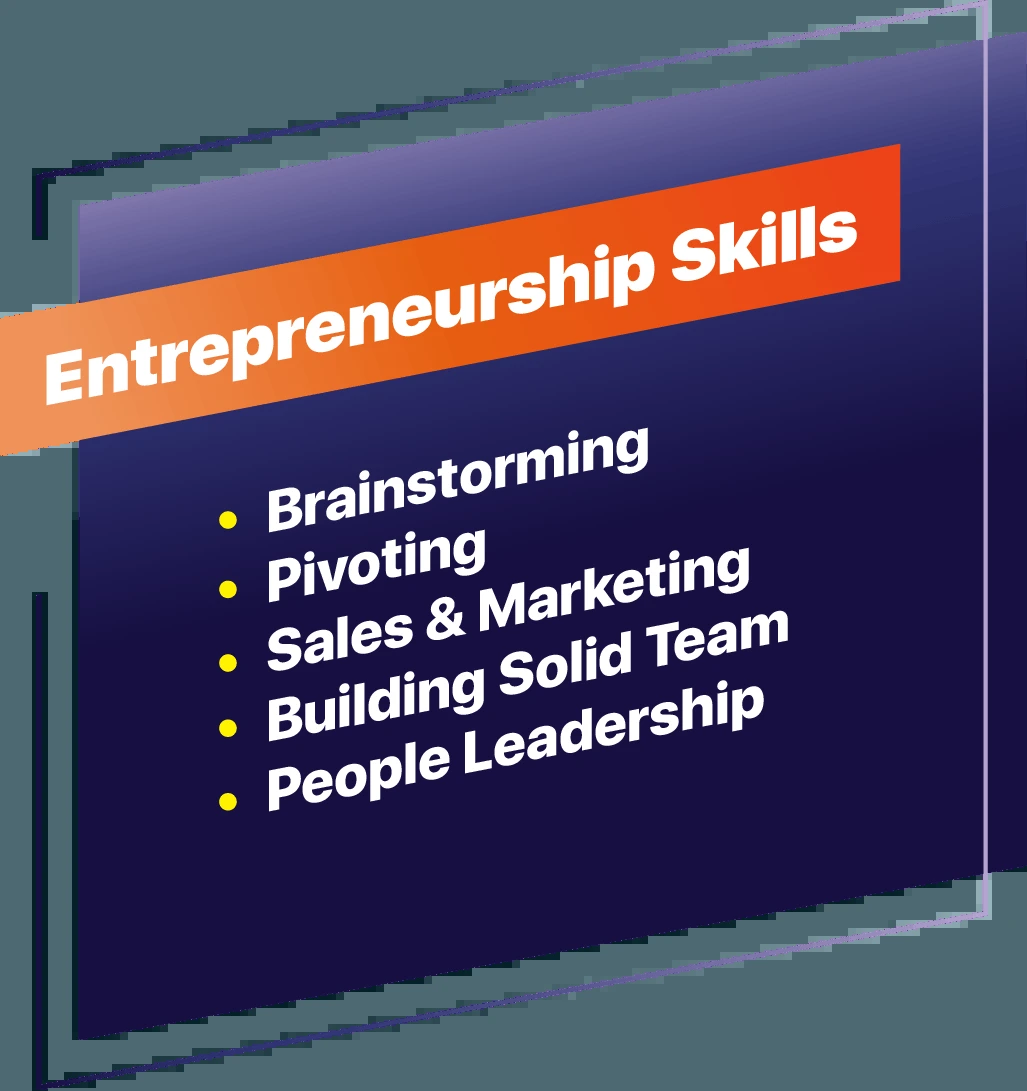 Entrepreneurship Skills
• Brainstorming
• Pivoting
• Sales & Marketing
• Building Solid Team
• People Leadership